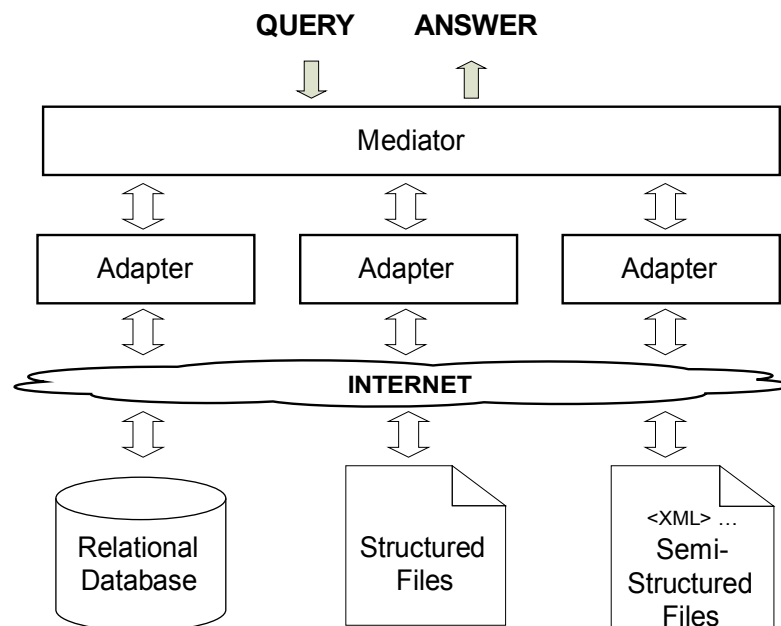 QUERY ANSWER
Mediator
Adapter Adapter Adapter
INTERNET
Relational
Database
Structured
Files
<XML> ...
Semi-
Structured
Files